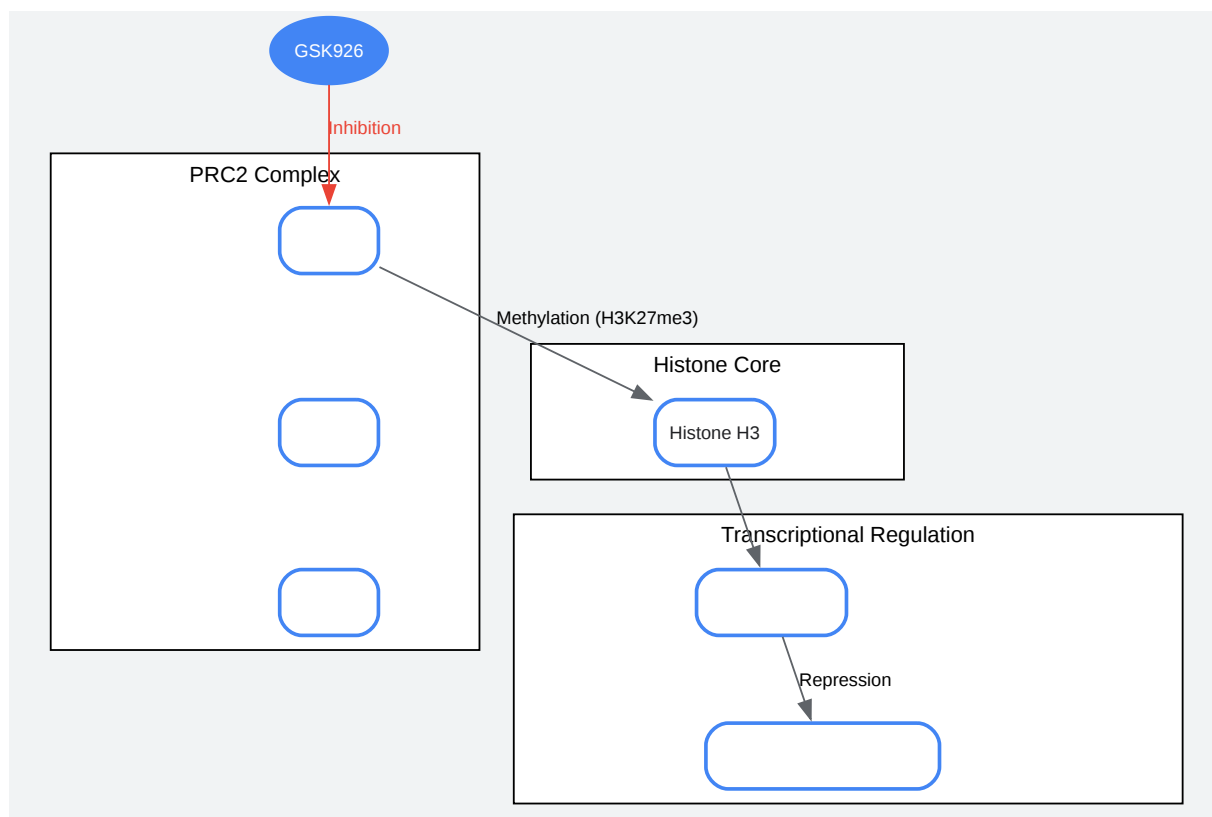 GSK926
Inhibition
PRC2 Complex
Methylation (H3K27me3)
Histone Core
Histone H3
Transcriptional Regulation
Repression